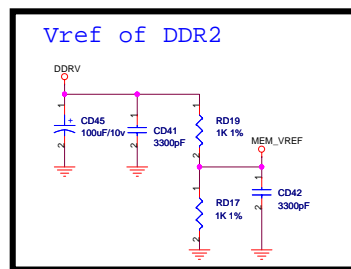 Vref of DDR2
DDRV
1
CD45
100uF/10v
2
1
CD41
3300pF
2
1
RD19
1K 1%
2
MEM_VREF
1
RD17
1K 1%
2
1
CD42
3300pF
2